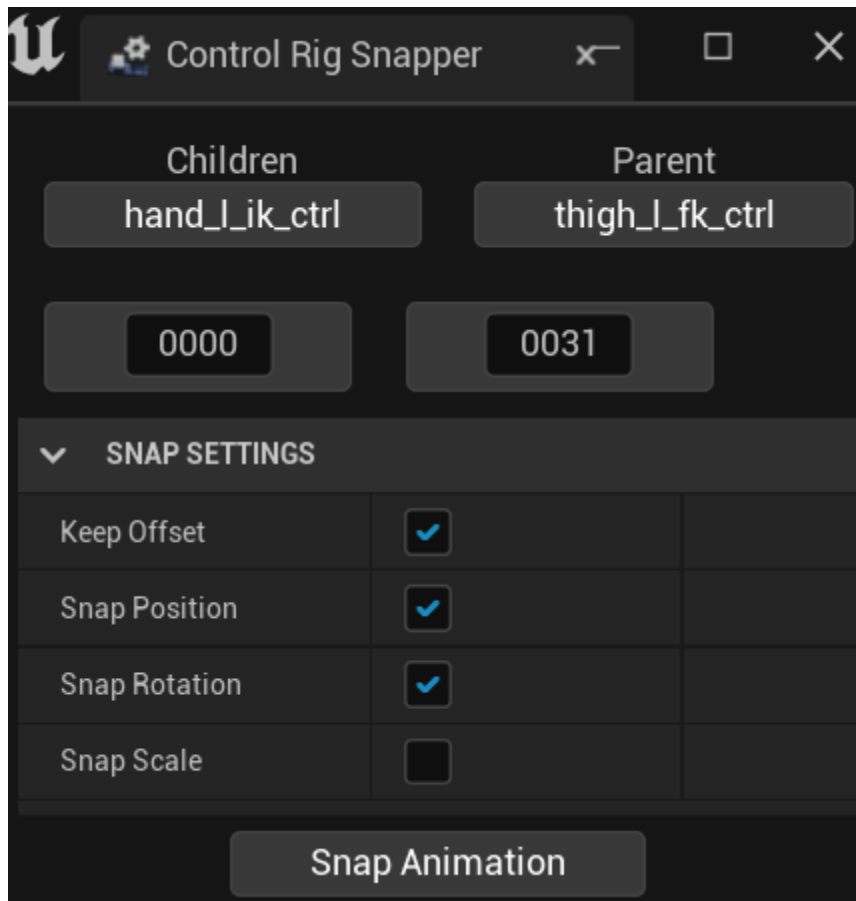 Control Rig Snapper
Children Parent
hand_l_ik_ctrl thigh_l_fk_ctrl
0000 0031
SNAP SETTINGS
Keep Offset
Snap Position
Snap Rotation
Snap Scale
Snap Animation